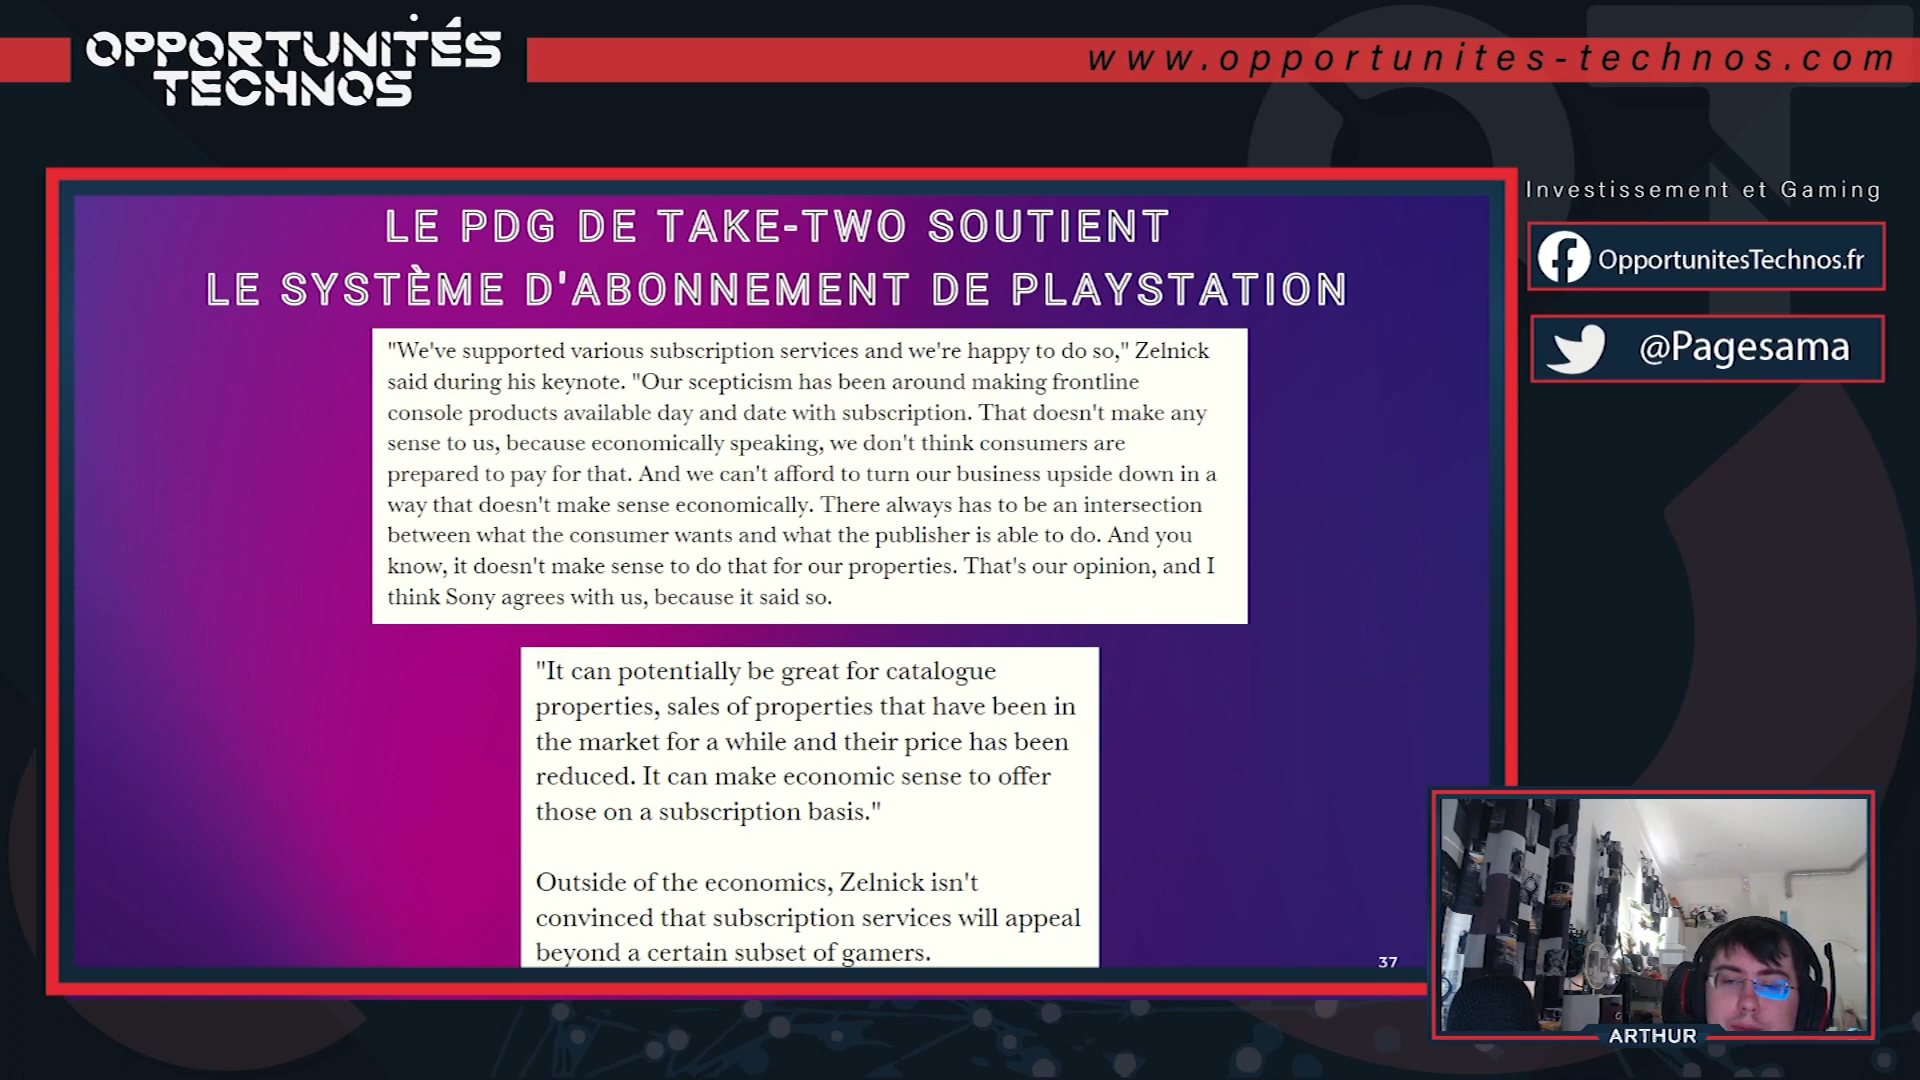 OPPORTUNITÉS
TECHNOS
www.opportunites-technos.com
Investissement et Gaming
OpportunitesTechnos.fr
@Pagesama
LE PDG DE TAKE-TWO SOUTIENT
LE SYSTÈME D'ABONNEMENT DE PLAYSTATION
"We've supported various subscription services and we're happy to do so," Zelnick
said during his keynote. "Our scepticism has been around making frontline
console products available day and date with subscription. That doesn't make any
sense to us, because economically speaking, we don't think consumers are
prepared to pay for that. And we can't afford to turn our business upside down in a
way that doesn't make sense economically. There always has to be an intersection
between what the consumer wants and what the publisher is able to do. And you
know, it doesn't make sense to do that for our properties. That's our opinion, and I
think Sony agrees with us, because it said so.
"It can potentially be great for catalogue
properties, sales of properties that have been in
the market for a while and their price has been
reduced. It can make economic sense to offer
those on a subscription basis."
Outside of the economics, Zelnick isn't
convinced that subscription services will appeal
beyond a certain subset of gamers.
37
ARTHUR